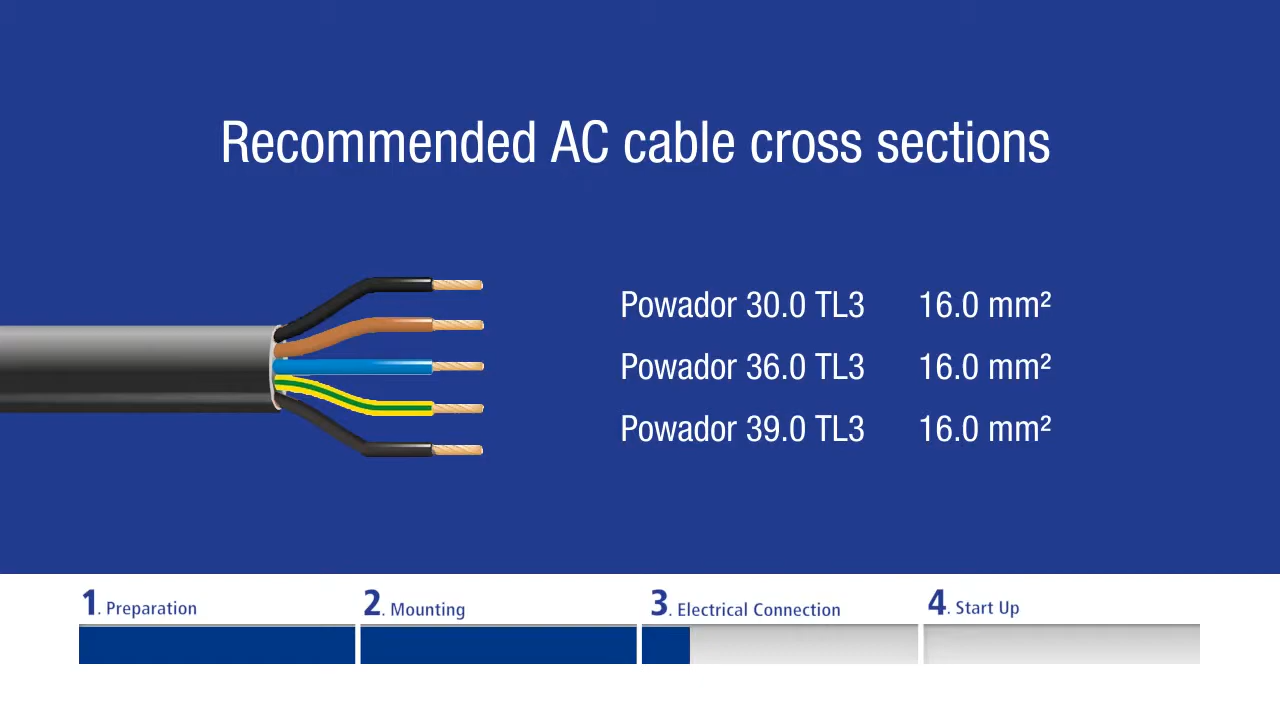 Recommended AC cable cross sections
Powador 30.0 TL3 16.0 mm²
Powador 36.0 TL3 16.0 mm²
Powador 39.0 TL3 16.0 mm²
1. Preparation
2. Mounting
3. Electrical Connection
4. Start Up